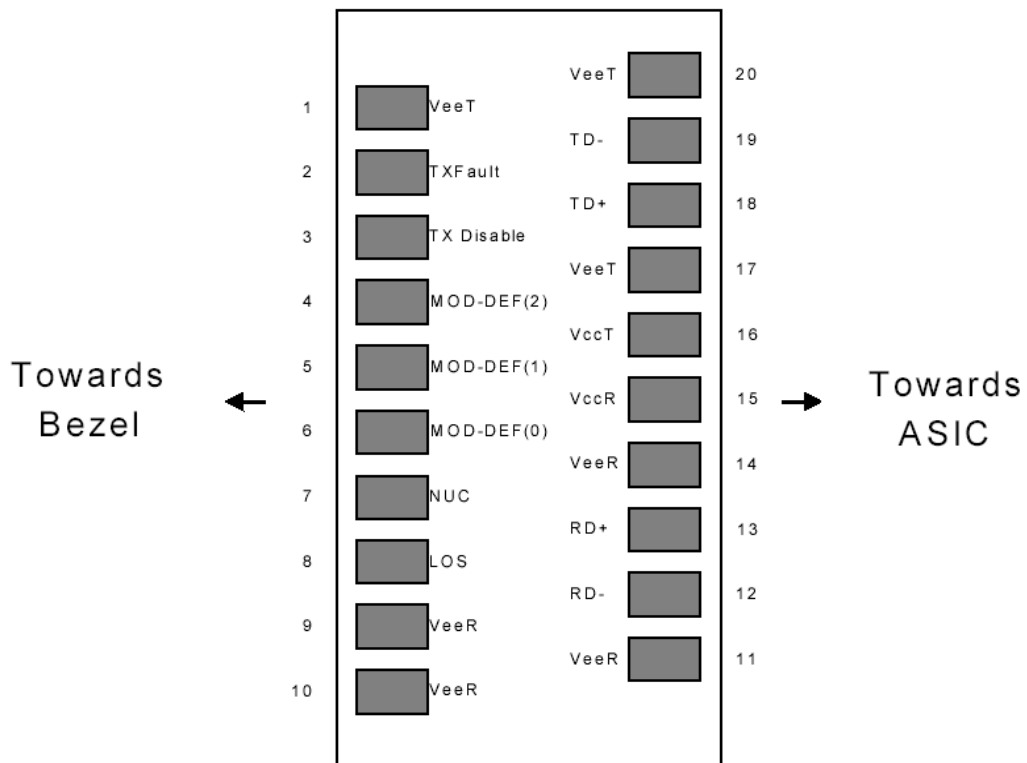 VeeT 20
1 VeeT
TD- 19
2 TXFault
TD+ 18
3 TX Disable
VeeT 17
4 MOD-DEF(2)
VccT 16
5 MOD-DEF(1)
Towards
Bezel
VccR 15
Towards
ASIC
6 MOD-DEF(0)
VeeR 14
7 NUC
RD+ 13
8 LOS
RD- 12
9 VeeR
VeeR 11
10 VeeR